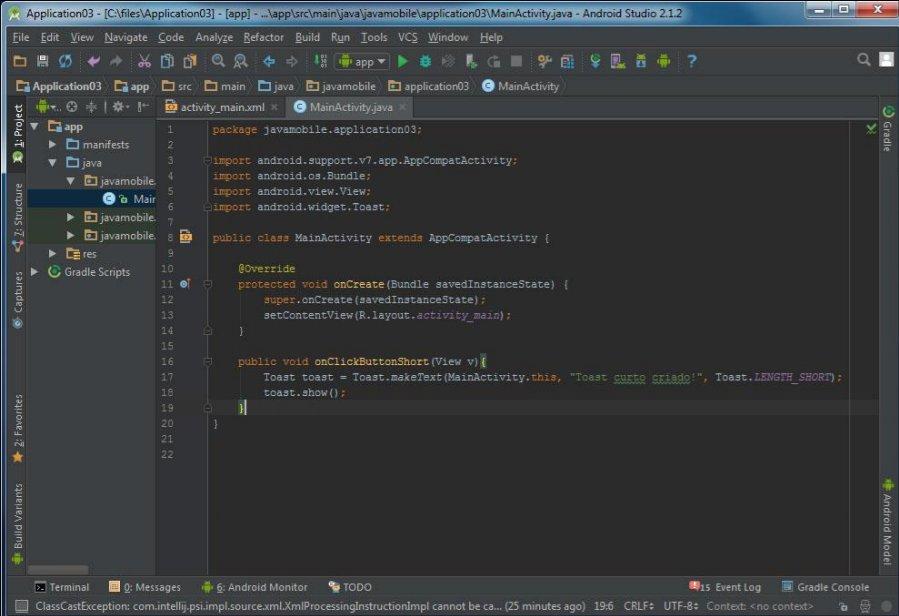 Application03 - [C:\files\Application03] - [app] - ...\app\src\main\java\javamobile\application03\MainActivity.java - Android Studio 2.1.2
File Edit View Navigate Code Analyze Refactor Build Run Tools VCS Window Help
app
Application03 app src main java javamobile application03 MainActivity
1: Project
activity_main.xml MainActivity.java
app
manifests
java
javamobile.
Mair
javamobile.
javamobile.
res
Gradle Scripts
7: Structure
Captures
2: Favorites
Build Variants
1 package javamobile.application03;
2
3 import android.support.v7.app.AppCompatActivity;
4 import android.os.Bundle;
5 import android.view.View;
6 import android.widget.Toast;
7
8 public class MainActivity extends AppCompatActivity {
9
10 @Override
11 protected void onCreate(Bundle savedInstanceState) {
12 super.onCreate(savedInstanceState);
13 setContentView(R.layout.activity_main);
14 }
15
16 public void onClickButtonShort(View v){
17 Toast toast = Toast.makeText(MainActivity.this, "Toast curto criado!", Toast.LENGTH_SHORT);
18 toast.show();
19 }
20 }
21
22
Gradle
Android Model
Terminal 0: Messages 6: Android Monitor TODO 15 Event Log Gradle Console
ClassCastException: com.intellij.psi.impl.source.xml.XmlProcessingInstructionImpl cannot be ca... (25 minutes ago) 19:6 CRLF UTF-8 Context: <no context>